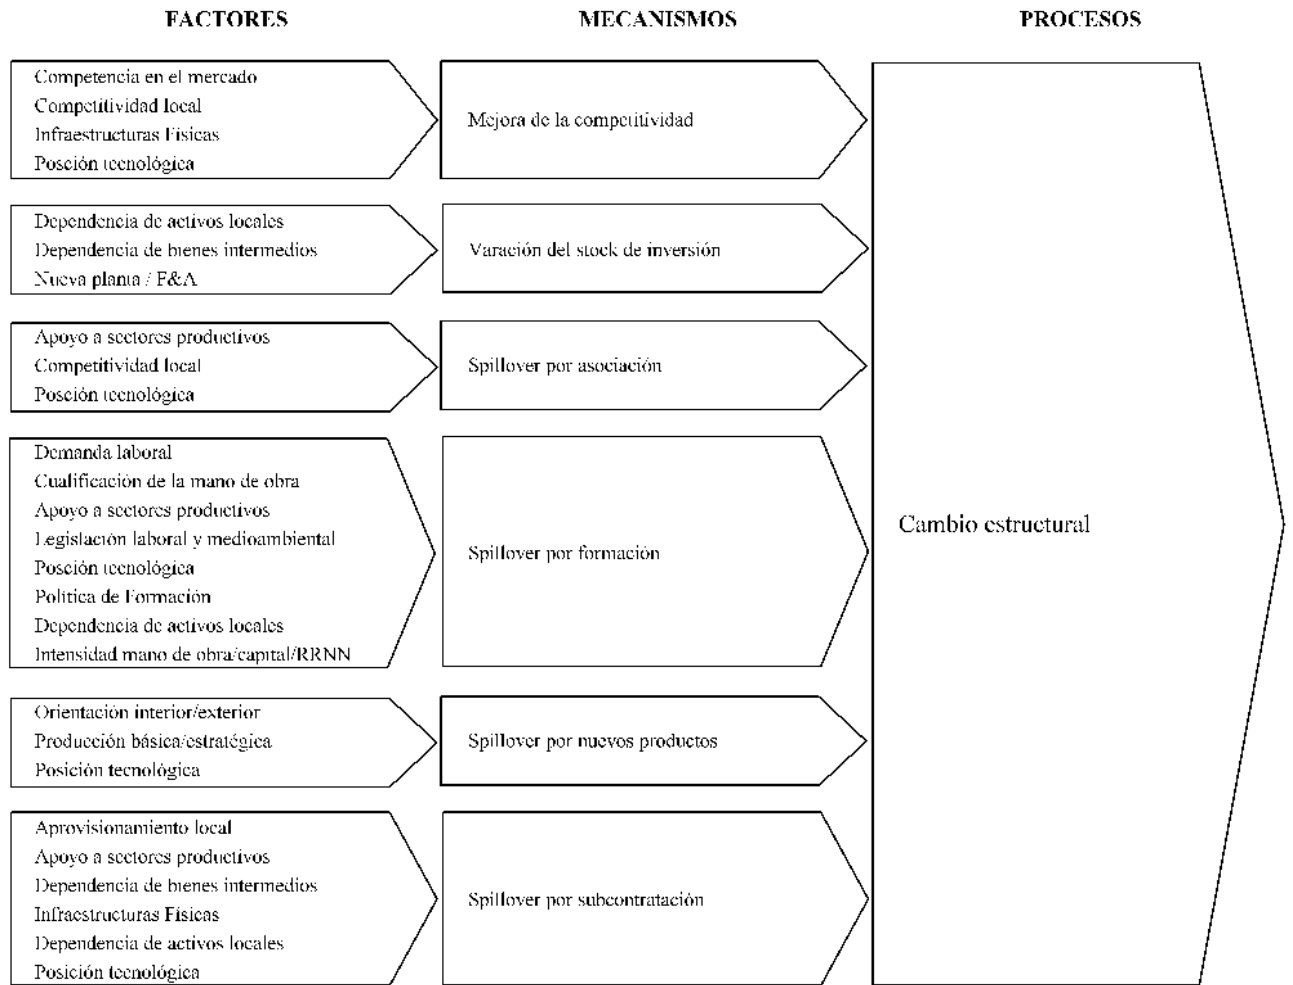 FACTORES
MECANISMOS
PROCESOS
Competencia en el mercado
Competitividad local
Infraestructuras Físicas
Posción tecnológica
Mejora de la competitividad
Dependencia de activos locales
Dependencia de bienes intermedios
Nueva planta / F&A
Varación del stock de inversión
Apoyo a sectores productivos
Competitividad local
Posción tecnológica
Spillover por asociación
Demanda laboral
Cualificación de la mano de obra
Apoyo a sectores productivos
Legislación laboral y medioambiental
Posción tecnológica
Política de Formación
Dependencia de activos locales
Intensidad mano de obra/capital/RRNN
Spillover por formación
Cambio estructural
Orientación interior/exterior
Producción básica/estratégica
Posición tecnológica
Spillover por nuevos productos
Aprovisionamiento local
Apoyo a sectores productivos
Dependencia de bienes intermedios
Infraestructuras Físicas
Dependencia de activos locales
Posición tecnológica
Spillover por subcontratación